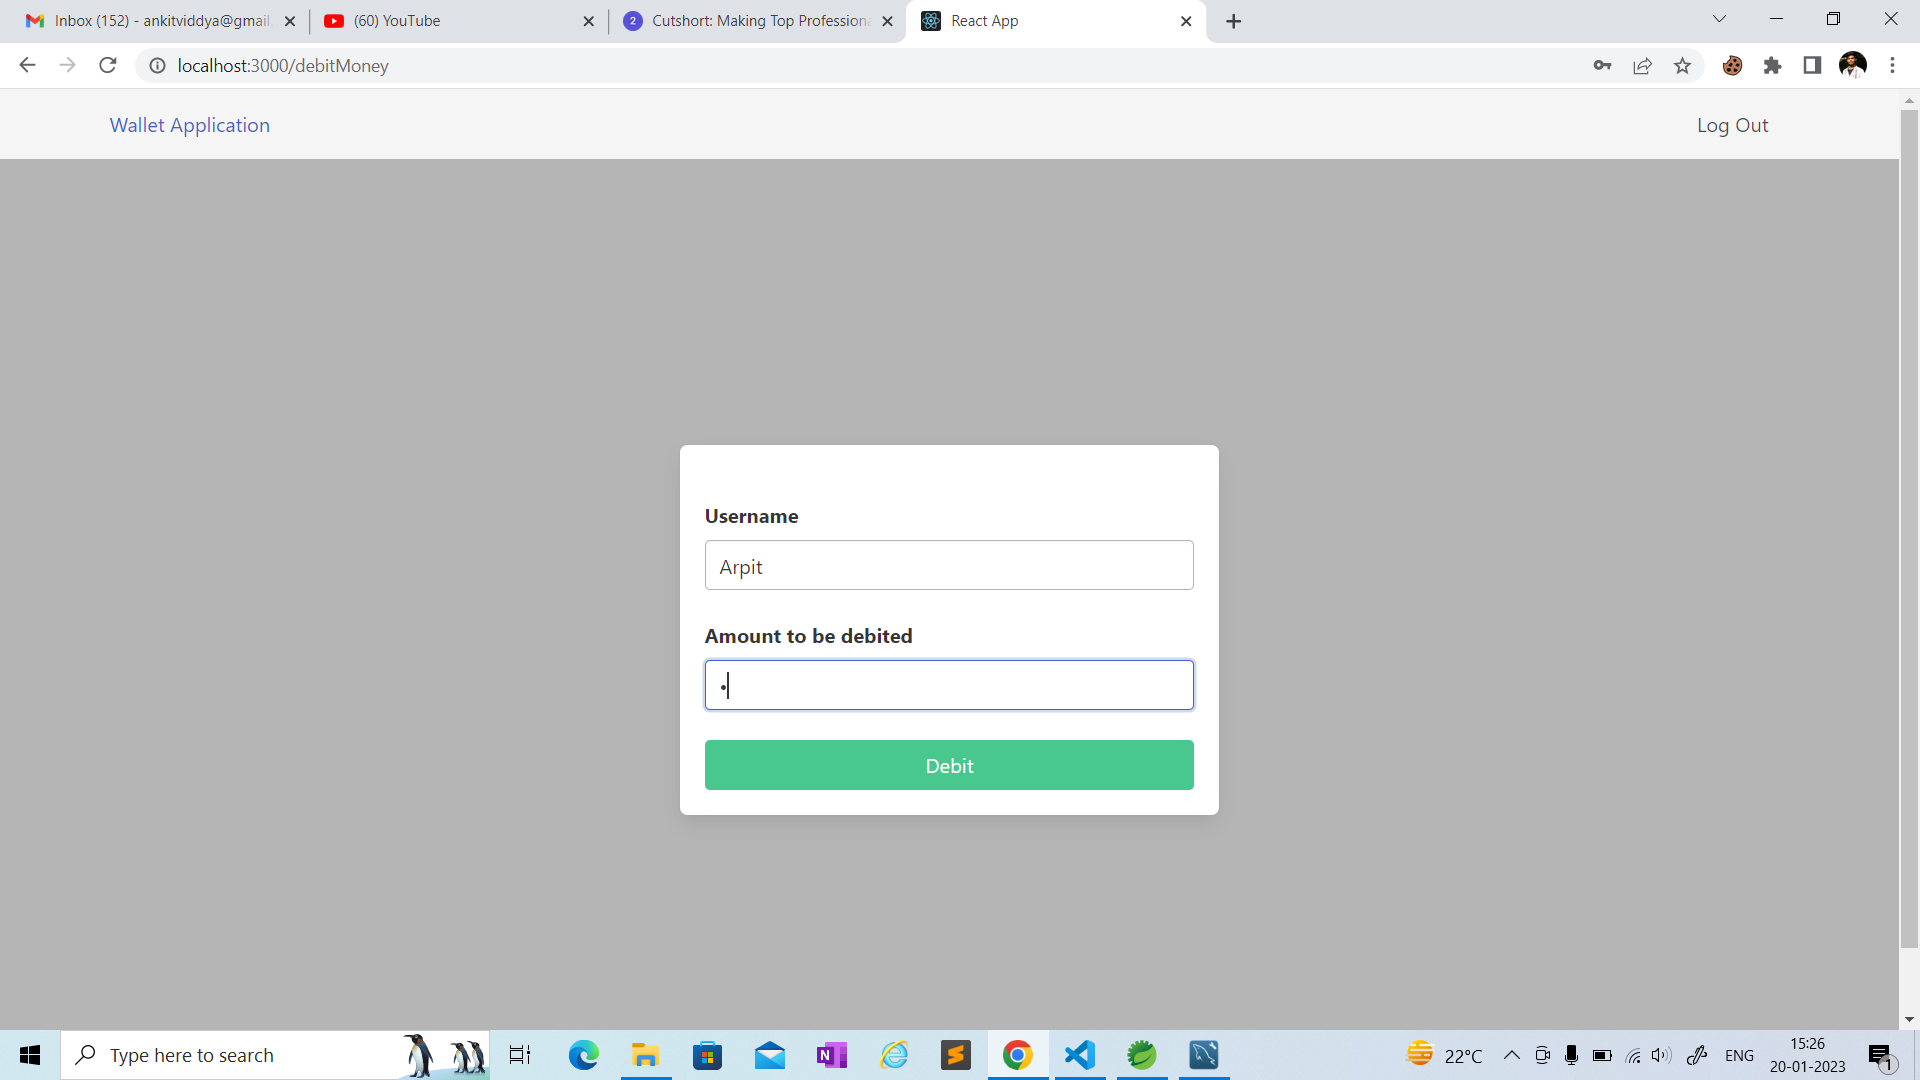 Inbox (152) - ankitviddya@gmail.
(60) YouTube
2 Cutshort: Making Top Professiona
React App
localhost:3000/debitMoney
Wallet Application
Log Out
Username
Arpit
Amount to be debited
•
Debit
Type here to search
N
22°C
ENG
15:26
20-01-2023
1